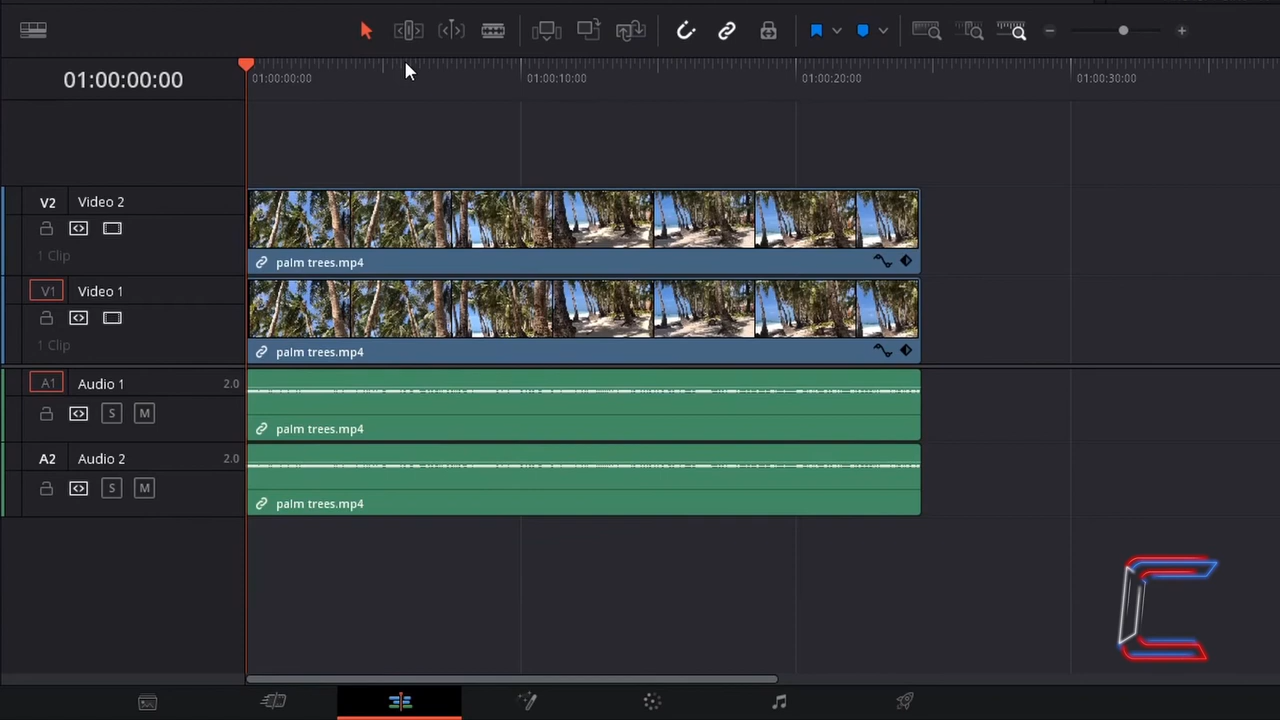 01:00:00:00
01:00:00:00
01:00:10:00
01:00:20:00
01:00:30:00
V2 Video 2
1 Clip
palm trees.mp4
V1 Video 1
1 Clip
palm trees.mp4
A1 Audio 1 2.0
S M
palm trees.mp4
A2 Audio 2 2.0
S M
palm trees.mp4
C